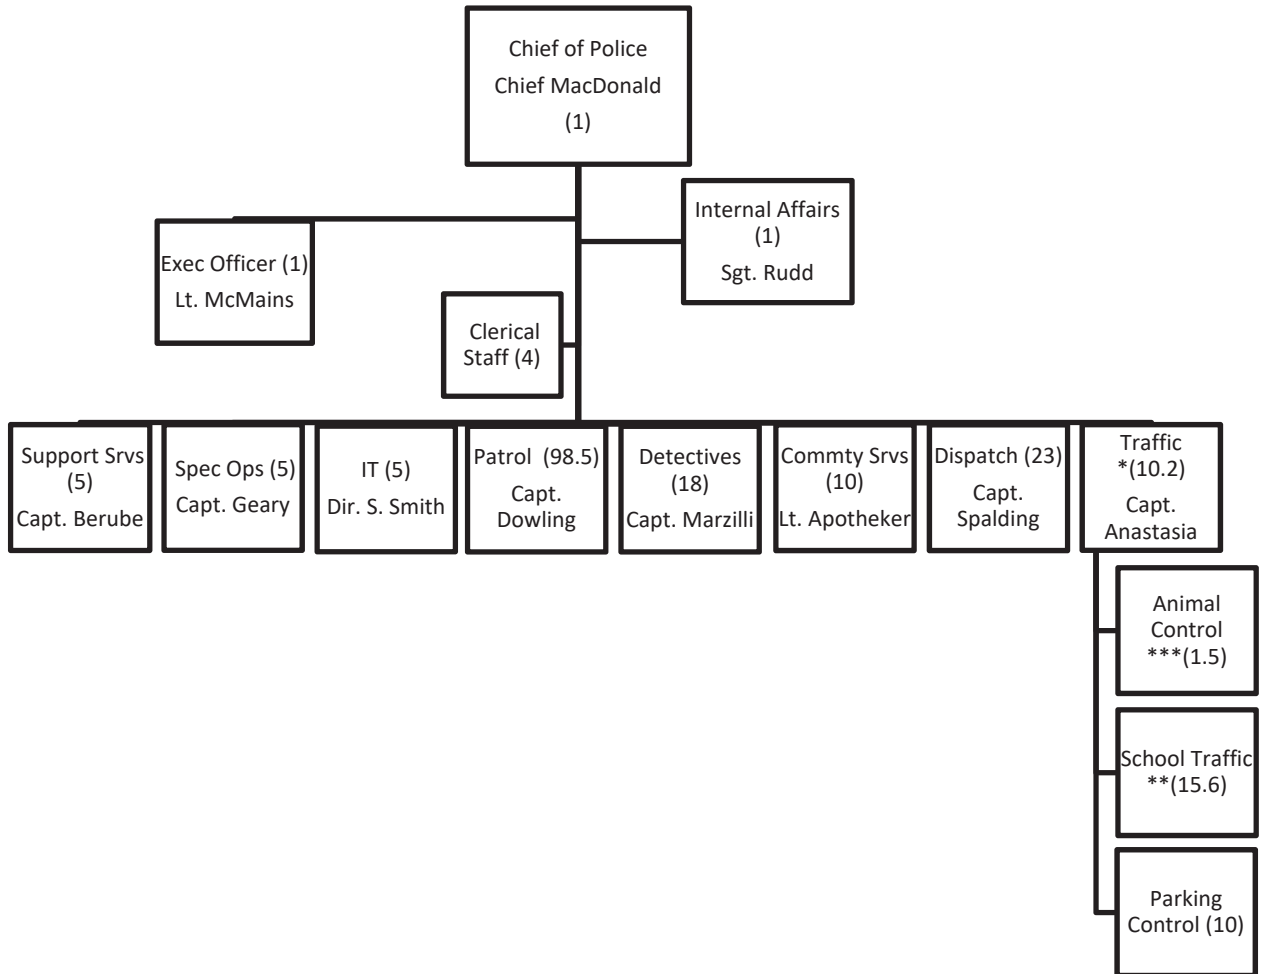 Chief of Police
Chief MacDonald
(1)
Internal Affairs
(1)
Sgt. Rudd
Exec Officer (1)
Lt. McMains
Clerical
Staff (4)
Support Srvs
(5)
Capt. Berube
Spec Ops (5)
Capt. Geary
IT (5)
Dir. S. Smith
Patrol (98.5)
Capt.
Dowling
Detectives
(18)
Capt. Marzilli
Commty Srvs
(10)
Lt. Apotheker
Dispatch (23)
Capt.
Spalding
Traffic
*(10.2)
Capt.
Anastasia
Animal
Control
***(1.5)
School Traffic
**(15.6)
Parking
Control (10)